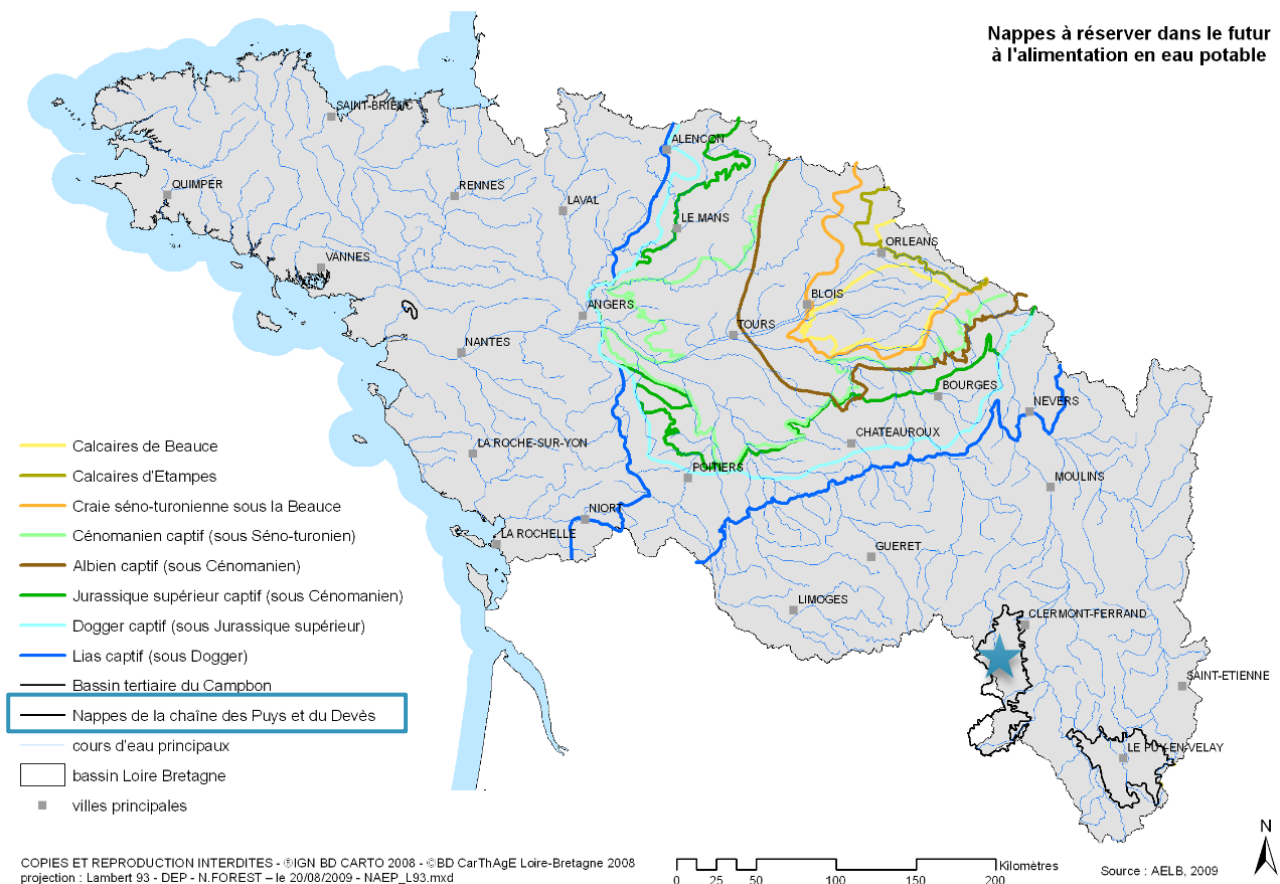 Nappes à réserver dans le futur
à l'alimentation en eau potable
SAINT-BRIEUC
ALENCON
QUIMPER
RENNES
LAVAL
LE MANS
ORLEANS
VANNES
ANGERS
BLOIS
TOURS
NANTES
BOURGES
NEVERS
LA ROCHE-SUR-YON
CHATEAUROUX
POITIERS
MOULINS
NIORT
LA ROCHELLE
GUERET
LIMOGES
CLERMONT-FERRAND
SAINT-ETIENNE
LE PUY-EN-VELAY
Calcaires de Beauce
Calcaires d'Etampes
Craie séno-turonienne sous la Beauce
Cénomanien captif (sous Séno-turonien)
Albien captif (sous Cénomanien)
Jurassique supérieur captif (sous Cénomanien)
Dogger captif (sous Jurassique supérieur)
Lias captif (sous Dogger)
Bassin tertiaire du Campbon
Nappes de la chaîne des Puys et du Devès
cours d'eau principaux
bassin Loire Bretagne
villes principales
COPIES ET REPRODUCTION INTERDITES - ©IGN BD CARTO 2008 - ©BD CarThAgE Loire-Bretagne 2008
projection : Lambert 93 - DEP - N.FOREST – le 20/08/2009 - NAEP_L93.mxd
Kilomètres
0 25 50 100 150 200
Source : AELB, 2009
N